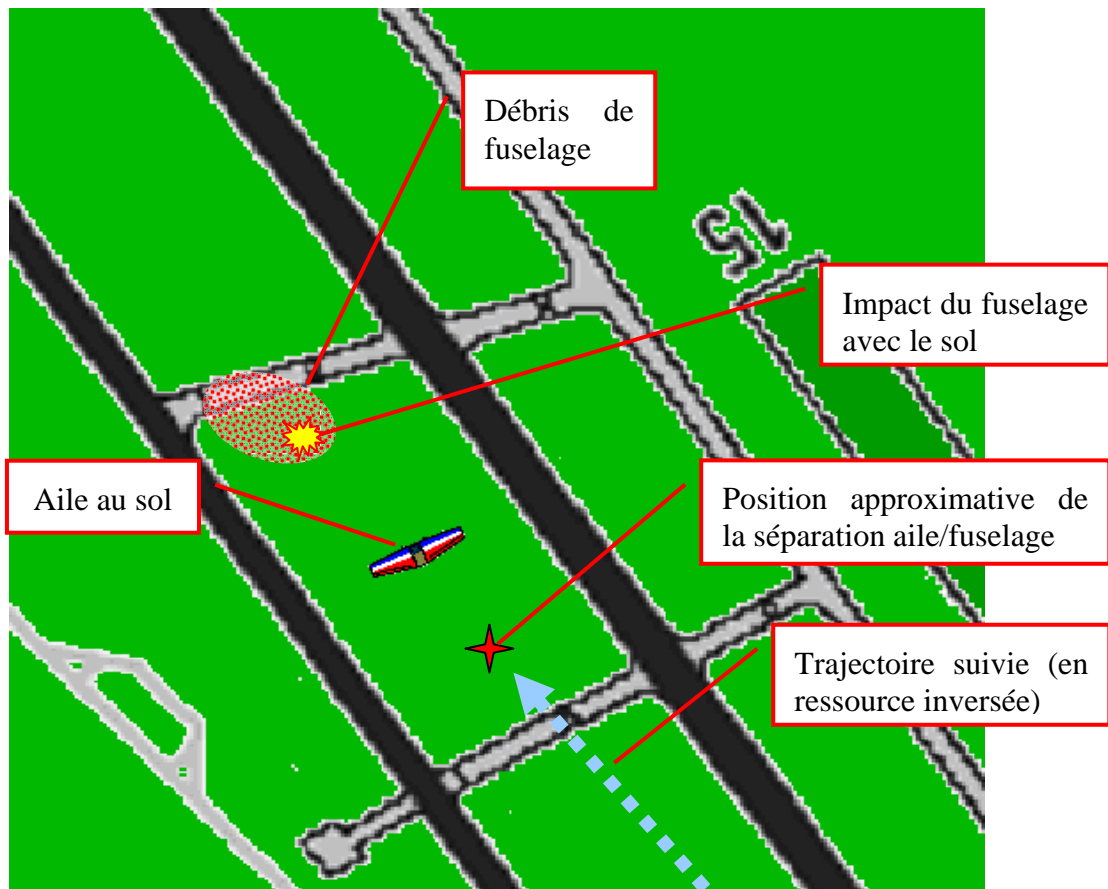 Débris de
fuselage
15
Impact du fuselage
avec le sol
Aile au sol
Position approximative de
la séparation aile/fuselage
Trajectoire suivie (en
ressource inversée)